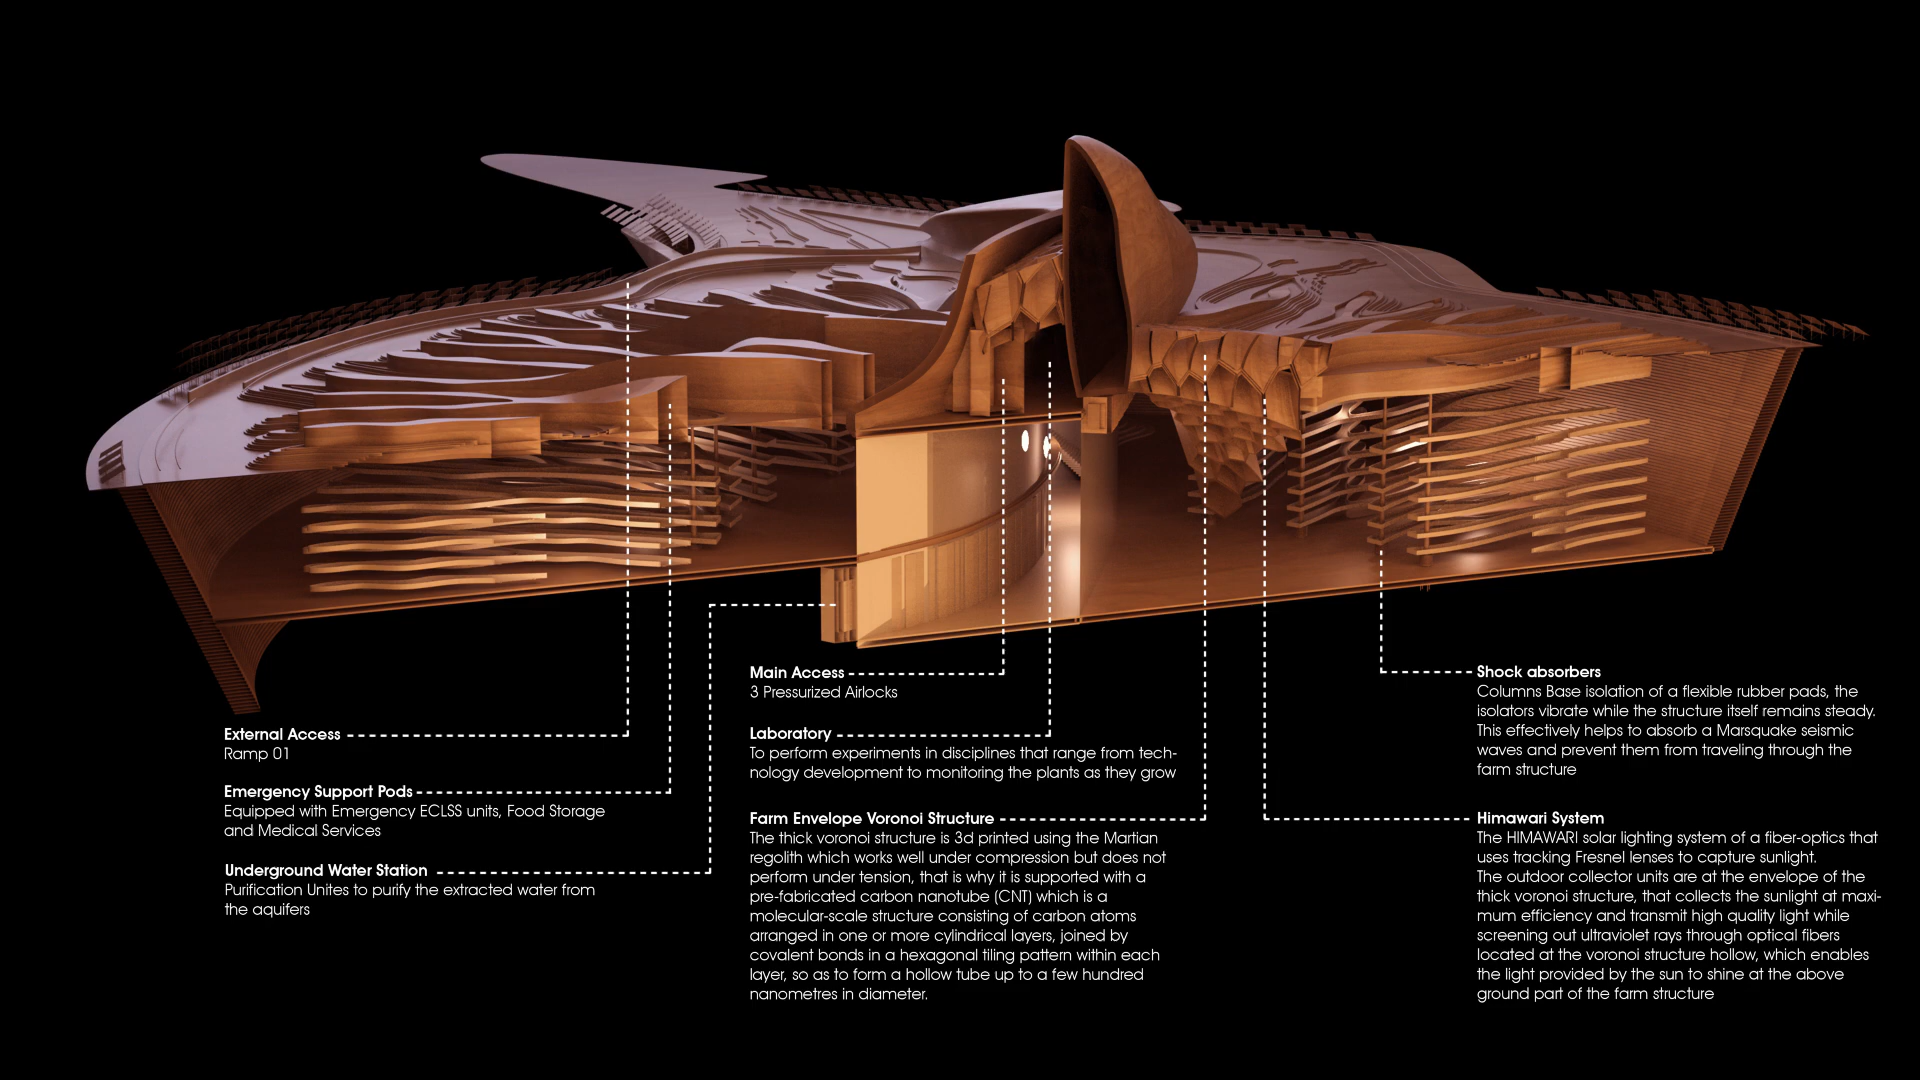 External Access
Ramp 01
Emergency Support Pods
Equipped with Emergency ECLSS units, Food Storage
and Medical Services
Underground Water Station
Purification Unites to purify the extracted water from
the aquifers
Main Access
3 Pressurized Airlocks
Laboratory
To perform experiments in disciplines that range from tech-
nology development to monitoring the plants as they grow
Farm Envelope Voronoi Structure
The thick voronoi structure is 3d printed using the Martian
regolith which works well under compression but does not
perform under tension, that is why it is supported with a
pre-fabricated carbon nanotube (CNT) which is a
molecular-scale structure consisting of carbon atoms
arranged in one or more cylindrical layers, joined by
covalent bonds in a hexagonal tiling pattern within each
layer, so as to form a hollow tube up to a few hundred
nanometres in diameter.
Shock absorbers
Columns Base isolation of a flexible rubber pads, the
isolators vibrate while the structure itself remains steady.
This effectively helps to absorb a Marsquake seismic
waves and prevent them from traveling through the
farm structure
Himawari System
The HIMAWARI solar lighting system of a fiber-optics that
uses tracking Fresnel lenses to capture sunlight.
The outdoor collector units are at the envelope of the
thick voronoi structure, that collects the sunlight at maxi-
mum efficiency and transmit high quality light while
screening out ultraviolet rays through optical fibers
located at the voronoi structure hollow, which enables
the light provided by the sun to shine at the above
ground part of the farm structure